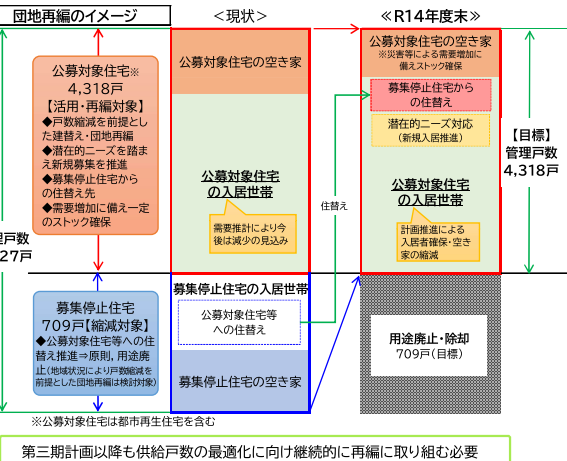 団地再編のイメージ
＜現状＞
≪R14年度末≫
理戸数
27戸
公募対象住宅※
4,318戸
【活用・再編対象】
◆戸数縮減を前提とし
た建替え・団地再編
◆潜在的ニーズを踏ま
え新規募集を推進
◆募集停止住宅から
の住替え先
◆需要増加に備え一定
のストック確保
募集停止住宅
709戸【縮減対象】
◆公募対象住宅等への住
替え推進⇒原則，用途廃
止（地域状況により戸数縮減を
前提とした団地再編は検討対象）
公募対象住宅の空き家
公募対象住宅
の入居世帯
需要推計により今
後は減少の見込み
募集停止住宅の入居世帯
公募対象住宅等
への住替え
募集停止住宅の空き家
住替え
公募対象住宅の空き家
※災害等による需要増加に
備えストック確保
募集停止住宅から
の住替え
潜在的ニーズ対応
（新規入居推進）
公募対象住宅
の入居世帯
計画推進による
入居者確保・空き
家の縮減
用途廃止・除却
709戸（目標）
【目標】
管理戸数
4,318戸
※公募対象住宅は都市再生住宅を含む
第三期計画以降も供給戸数の最適化に向け継続的に再編に取り組む必要